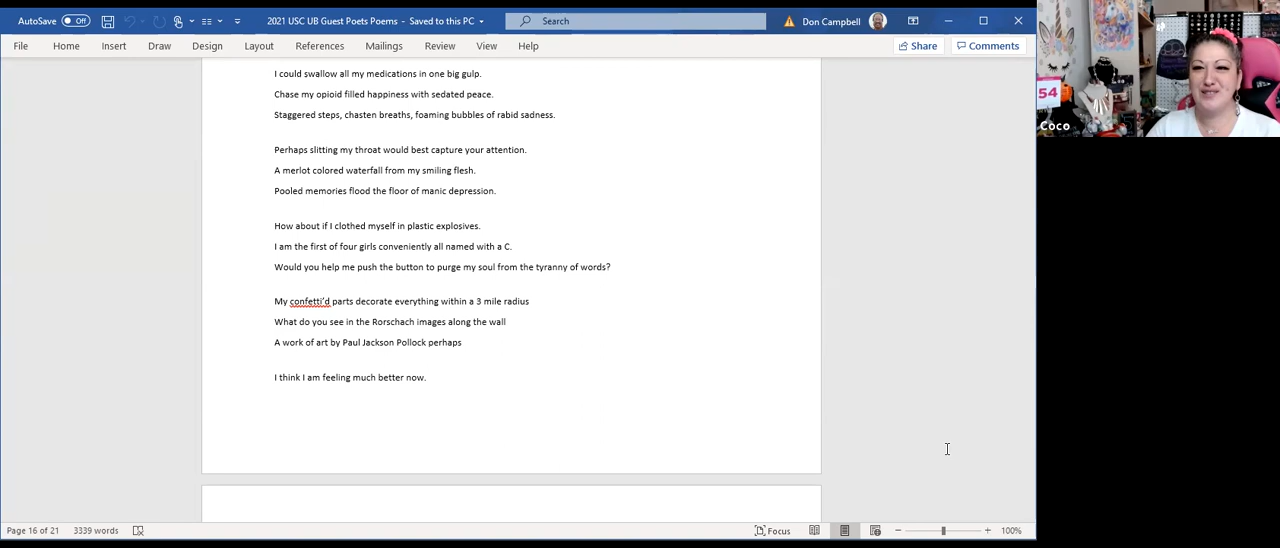 AutoSave Off 2021 USC UB Guest Poets Poems - Saved to this PC Search Don Campbell
File Home Insert Draw Design Layout References Mailings Review View Help Share Comments
I could swallow all my medications in one big gulp.
Chase my opioid filled happiness with sedated peace.
Staggered steps, chasten breaths, foaming bubbles of rabid sadness.
Perhaps slitting my throat would best capture your attention.
A merlot colored waterfall from my smiling flesh.
Pooled memories flood the floor of manic depression.
How about if I clothed myself in plastic explosives.
I am the first of four girls conveniently all named with a C.
Would you help me push the button to purge my soul from the tyranny of words?
My confetti'd parts decorate everything within a 3 mile radius
What do you see in the Rorschach images along the wall
A work of art by Paul Jackson Pollock perhaps
I think I am feeling much better now.
Page 16 of 21 3339 words Focus 100%
54
Coco